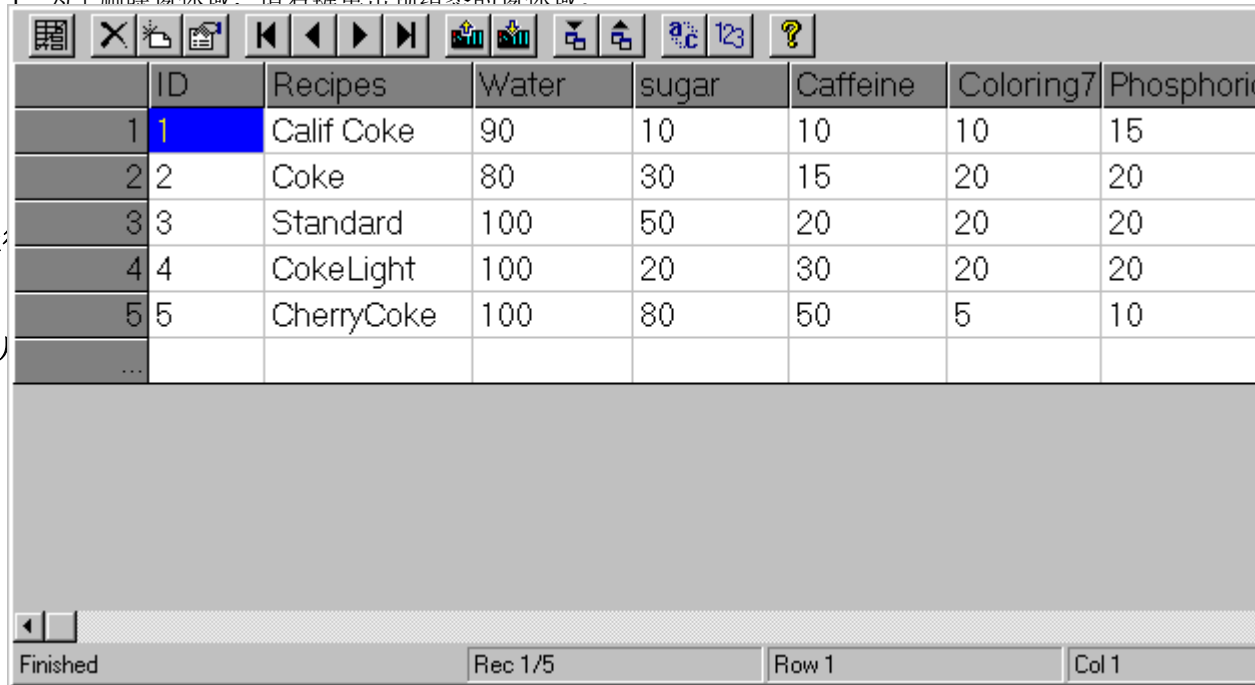 123
ID Recipes Water sugar Caffeine Coloring7 Phosphoric
1 1 Calif Coke 90 10 10 10 15
2 2 Coke 80 30 15 20 20
3 3 Standard 100 50 20 20 20
4 4 CokeLight 100 20 30 20 20
5 5 CherryCoke 100 80 50 5 10
...
Finished Rec 1/5 Row 1 Col 1